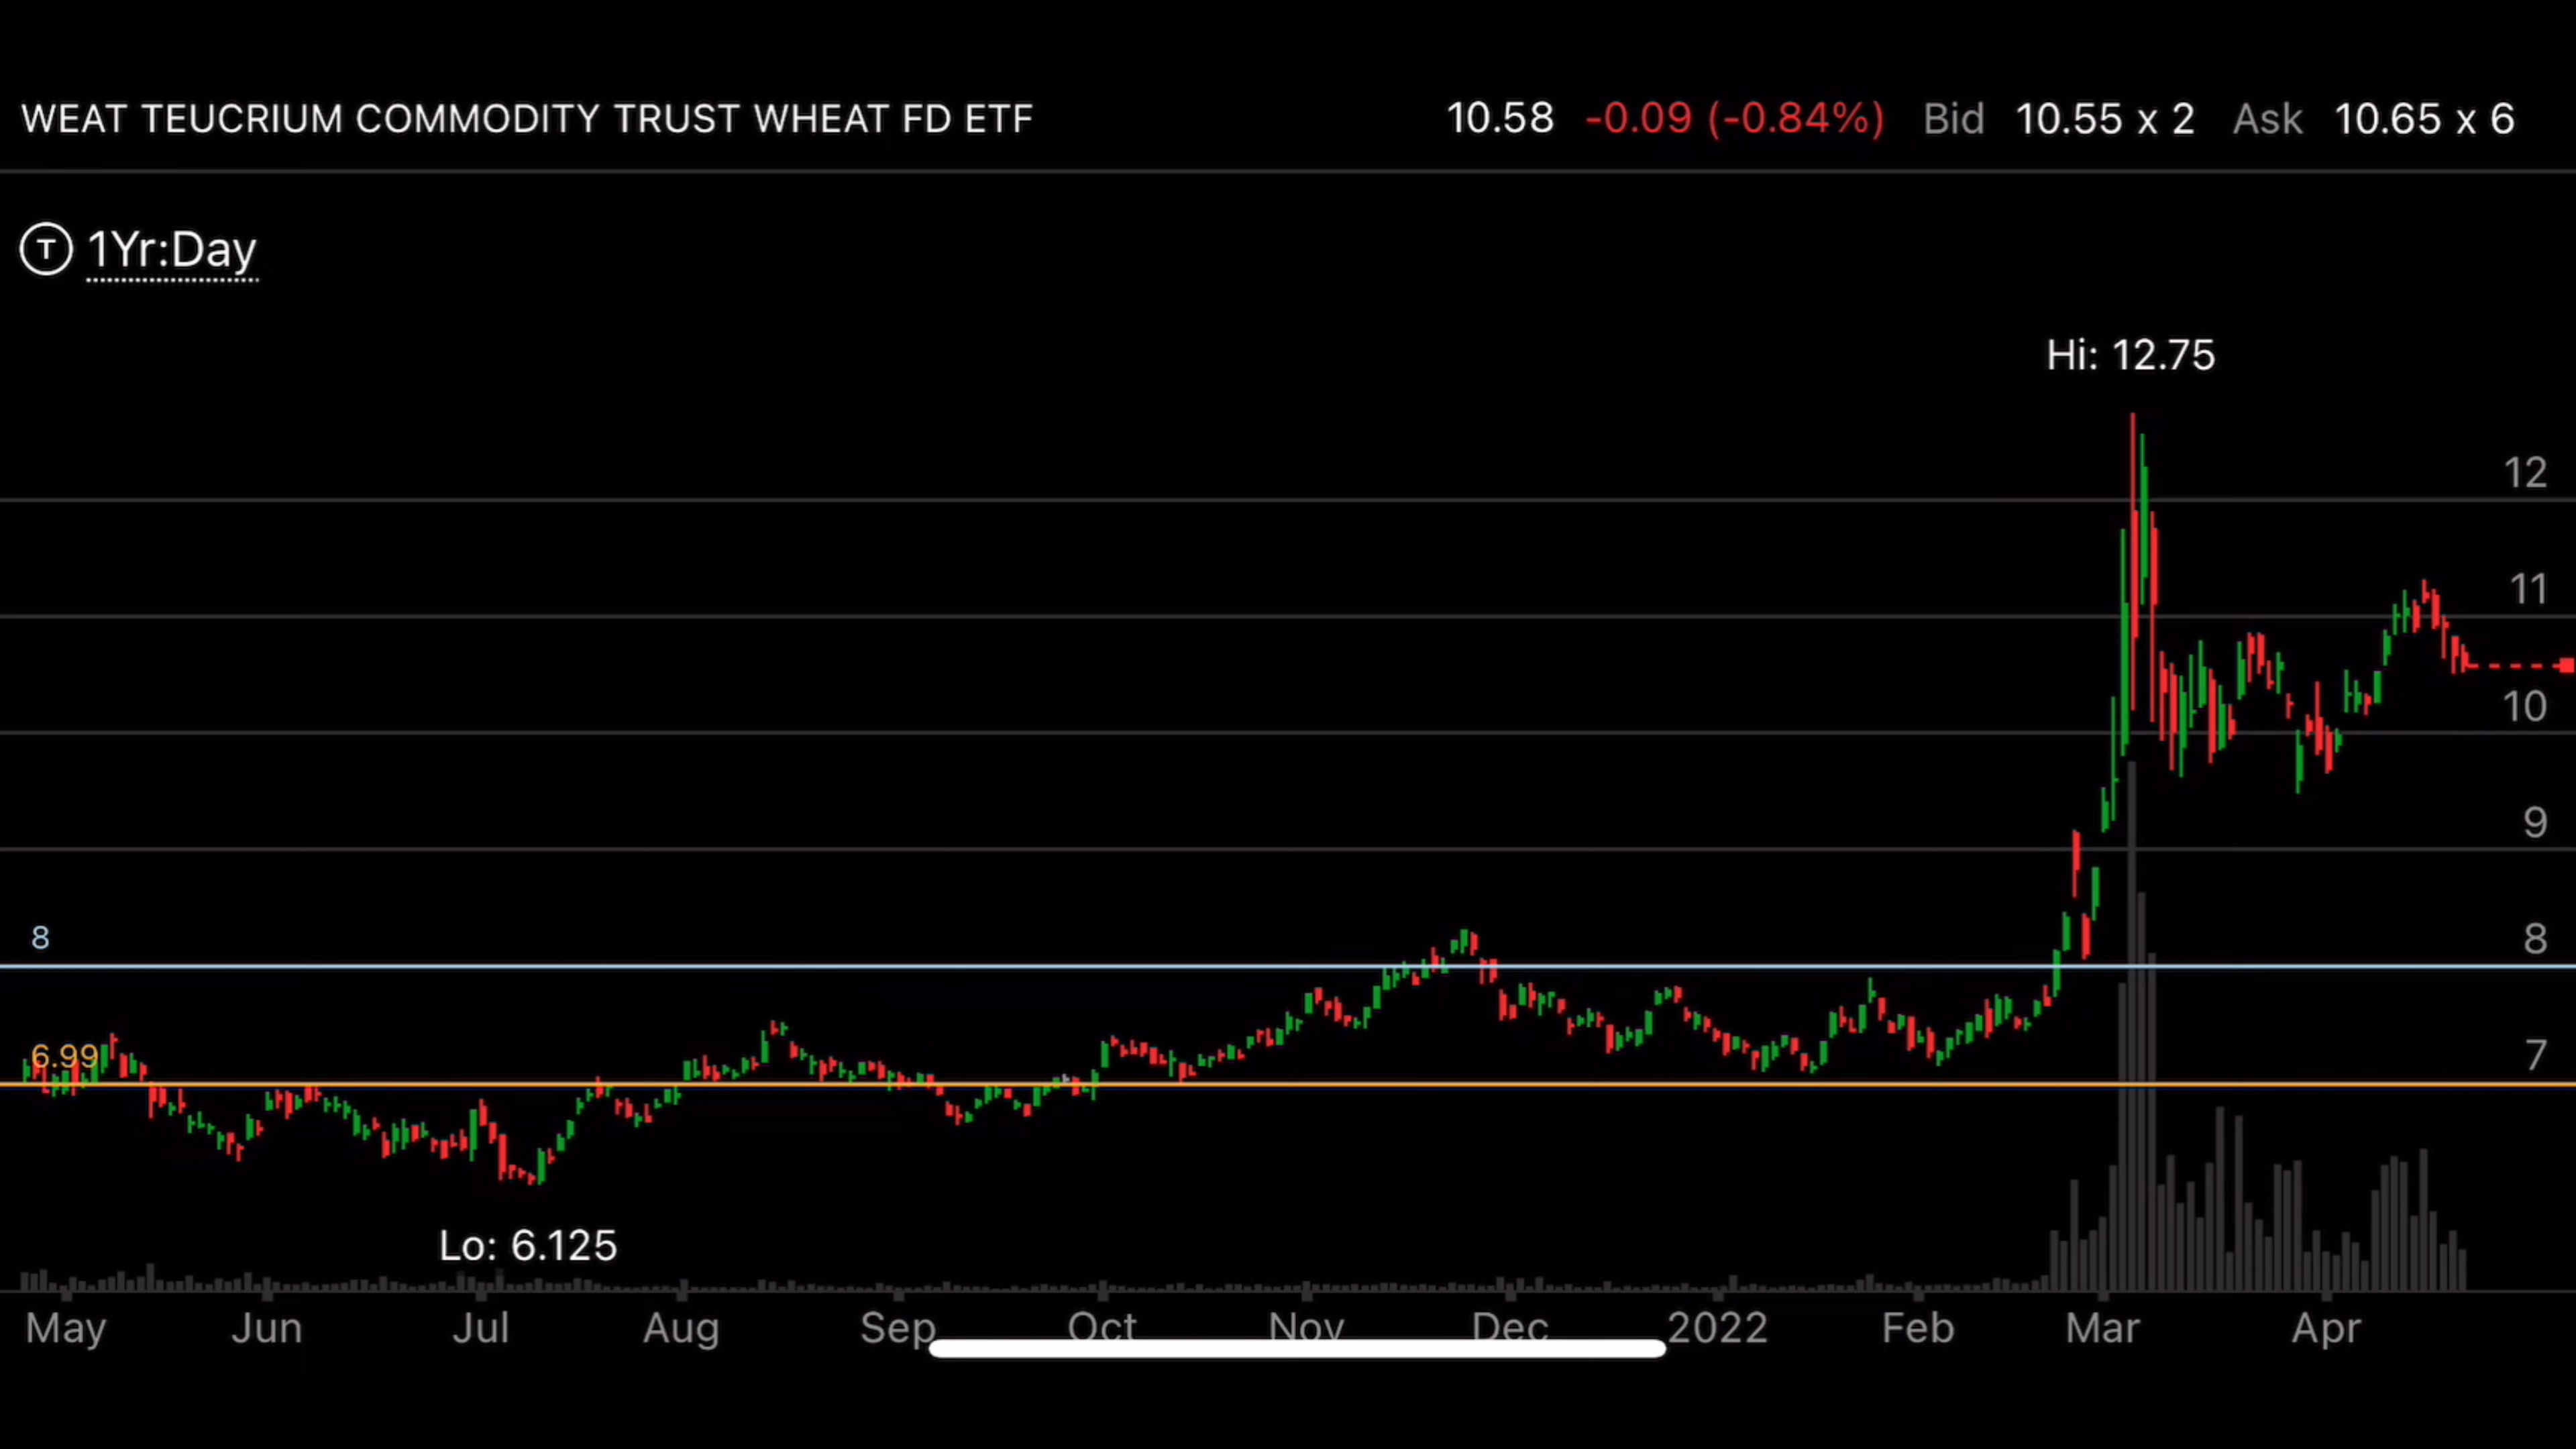 WEAT TEUCRIUM COMMODITY TRUST WHEAT FD ETF 10.58 -0.09 (-0.84%) Bid 10.55 x 2 Ask 10.65 x 6
T 1Yr:Day
Hi: 12.75
12
11
10
9
8 8
6.99 7
Lo: 6.125
May Jun Jul Aug Sep Oct Nov Dec 2022 Feb Mar Apr